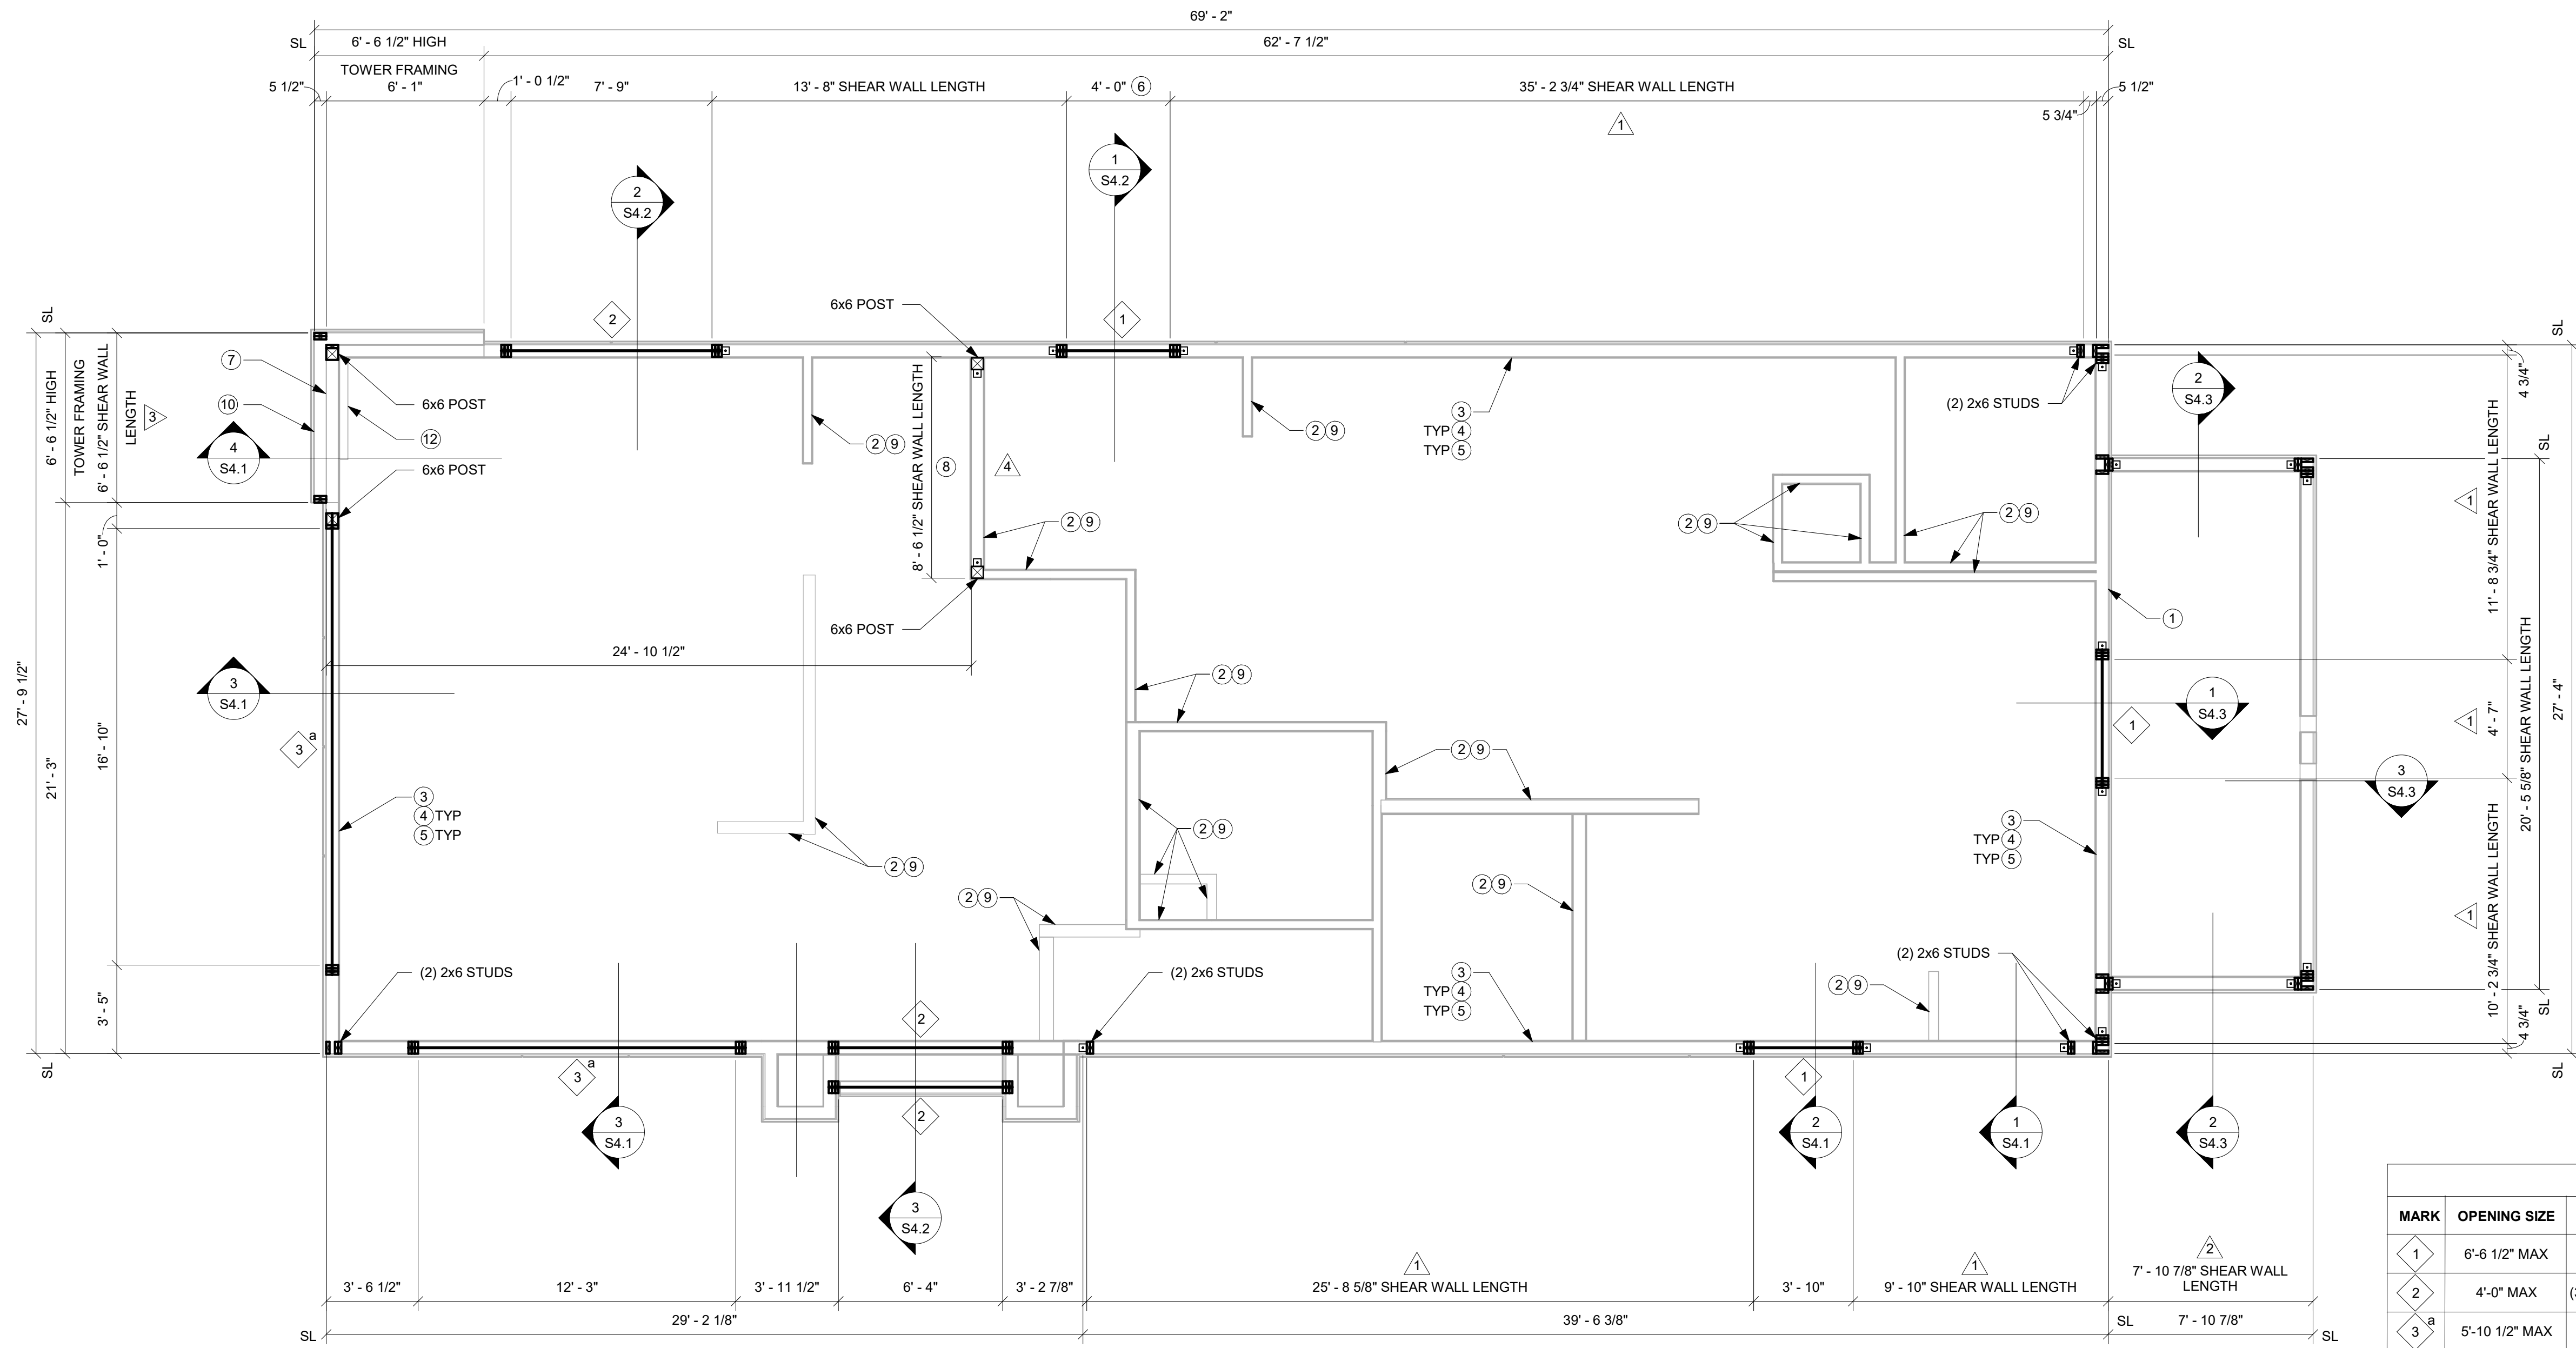 69' - 2"
SL
6' - 6 1/2" HIGH
62' - 7 1/2"
SL
TOWER FRAMING
5 1/2"
6' - 1"
1' - 0 1/2"
7' - 9"
13' - 8" SHEAR WALL LENGTH
4' - 0" 6
35' - 2 3/4" SHEAR WALL LENGTH
5 1/2"
5 3/4"
1
2
S4.2
1
S4.2
2
6x6 POST
1
SL
SL
27' - 9 1/2"
6' - 6 1/2" HIGH
TOWER FRAMING
6' - 6 1/2" SHEAR WALL
LENGTH
3
7
10
4
S4.1
6x6 POST
12
6x6 POST
2 9
8' - 6 1/2" SHEAR WALL LENGTH
8
4
2 9
3
TYP 4
TYP 5
(2) 2x6 STUDS
2
S4.3
4 3/4"
SL
11' - 8 3/4" SHEAR WALL LENGTH
1
2 9
2 9
2 9
1' - 0"
1
6x6 POST
24' - 10 1/2"
2 9
3
S4.1
16' - 10"
21' - 3"
3 a
1
S4.3
1
4' - 7"
1
20' - 5 5/8" SHEAR WALL LENGTH
27' - 4"
2 9
3
S4.3
3
4 TYP
5 TYP
2 9
2 9
3
TYP 4
TYP 5
2 9
2 9
1
10' - 2 3/4" SHEAR WALL LENGTH
3' - 5"
(2) 2x6 STUDS
(2) 2x6 STUDS
3
TYP 4
TYP 5
2 9
(2) 2x6 STUDS
4 3/4"
SL
SL
SL
2
3 a
2
1
3
S4.1
2
S4.1
1
S4.1
2
S4.3
3
S4.2
MARK OPENING SIZE
1 6'-6 1/2" MAX
2 4'-0" MAX
3 a 5'-10 1/2" MAX
1
1
2
3' - 6 1/2"
12' - 3"
3' - 11 1/2"
6' - 4"
3' - 2 7/8"
25' - 8 5/8" SHEAR WALL LENGTH
3' - 10"
9' - 10" SHEAR WALL LENGTH
7' - 10 7/8" SHEAR WALL
LENGTH
SL
29' - 2 1/8"
39' - 6 3/8"
SL
7' - 10 7/8"
SL